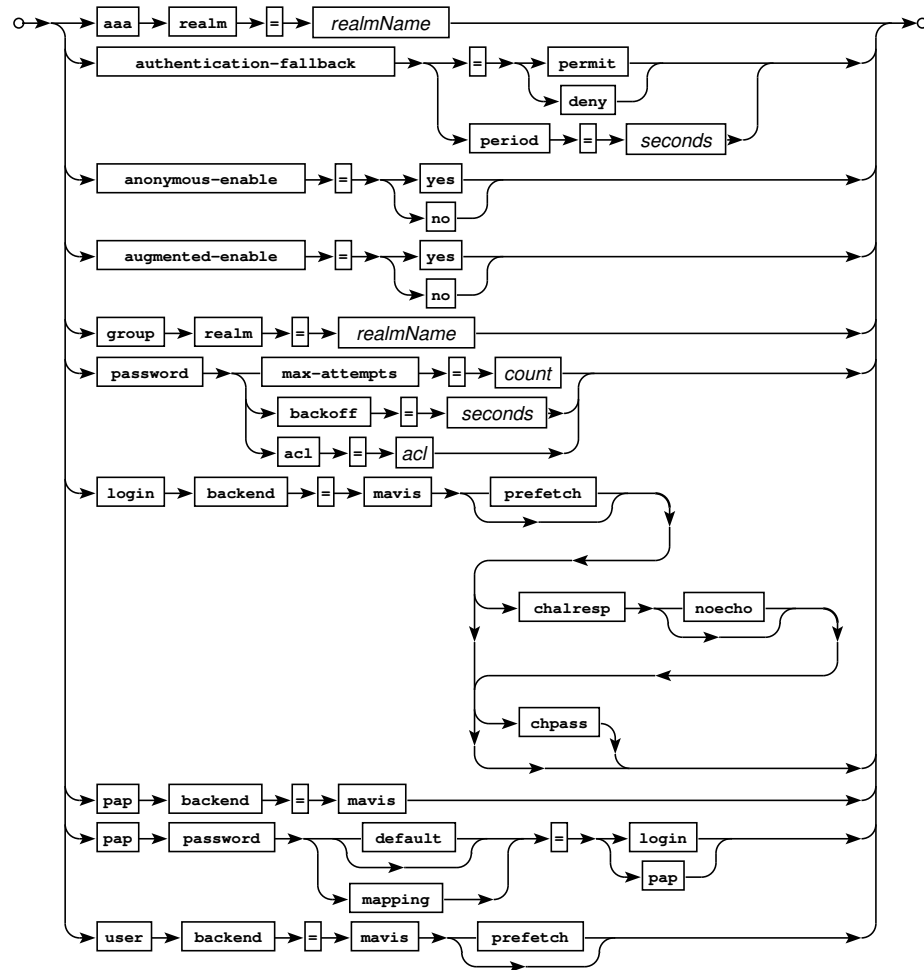 aaa realm = realmName
authentication-fallback = permit
deny
period = seconds
anonymous-enable = yes
no
augmented-enable = yes
no
group realm = realmName
password max-attempts = count
backoff = seconds
acl = acl
login backend = mavis prefetch
chalresp noecho
chpass
pap backend = mavis
pap password default = login
pap
mapping
user backend = mavis prefetch